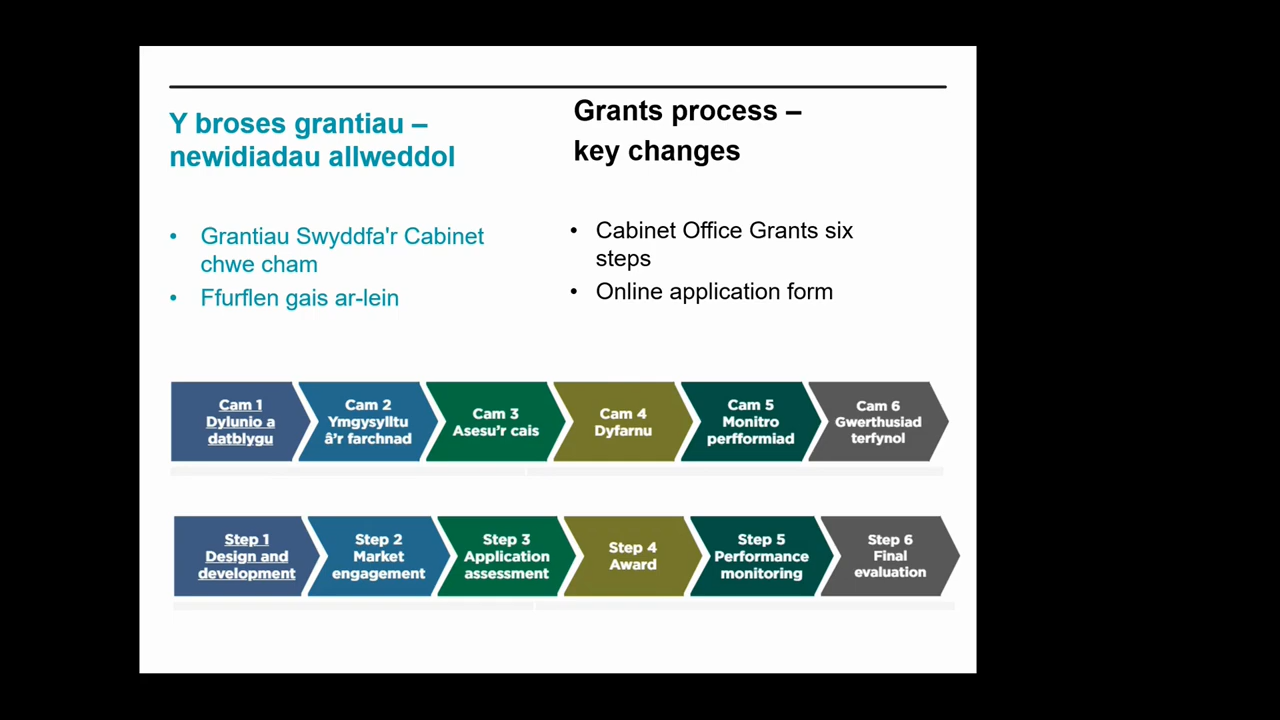 Y broses grantiau –
newidiadau allweddol
Grants process –
key changes
• Grantiau Swyddfa'r Cabinet
chwe cham
• Ffurflen gais ar-lein
• Cabinet Office Grants six
steps
• Online application form
Cam 1
Dylunio a
datblygu
Cam 2
Ymgysylltu
â'r farchnad
Cam 3
Asesu'r cais
Cam 4
Dyfarnu
Cam 5
Monitro
perfformiad
Cam 6
Gwerthusiad
terfynol
Step 1
Design and
development
Step 2
Market
engagement
Step 3
Application
assessment
Step 4
Award
Step 5
Performance
monitoring
Step 6
Final
evaluation